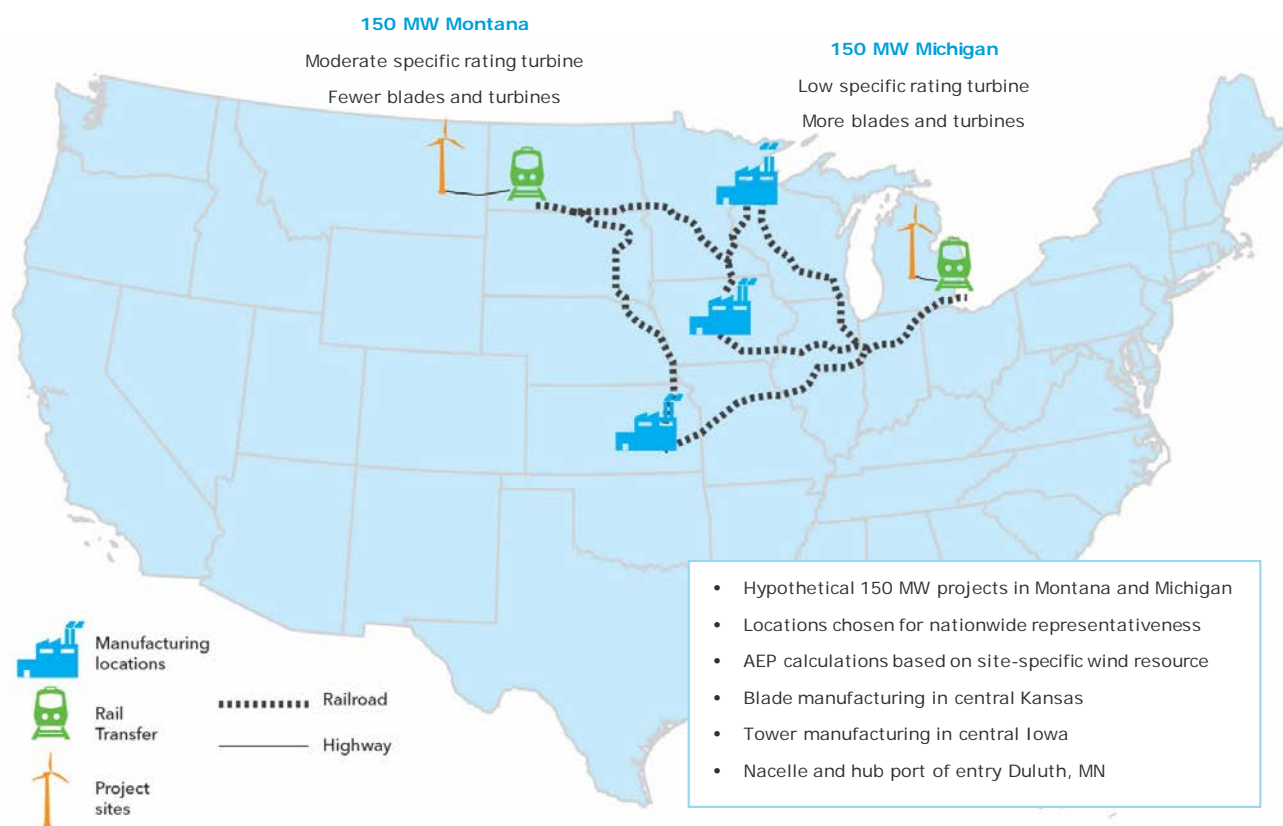 150 MW Montana
Moderate specific rating turbine
Fewer blades and turbines
150 MW Michigan
Low specific rating turbine
More blades and turbines
Manufacturing
locations
Rail
Transfer
Project
sites
Railroad
Highway
• Hypothetical 150 MW projects in Montana and Michigan
• Locations chosen for nationwide representativeness
• AEP calculations based on site-specific wind resource
• Blade manufacturing in central Kansas
• Tower manufacturing in central Iowa
• Nacelle and hub port of entry Duluth, MN